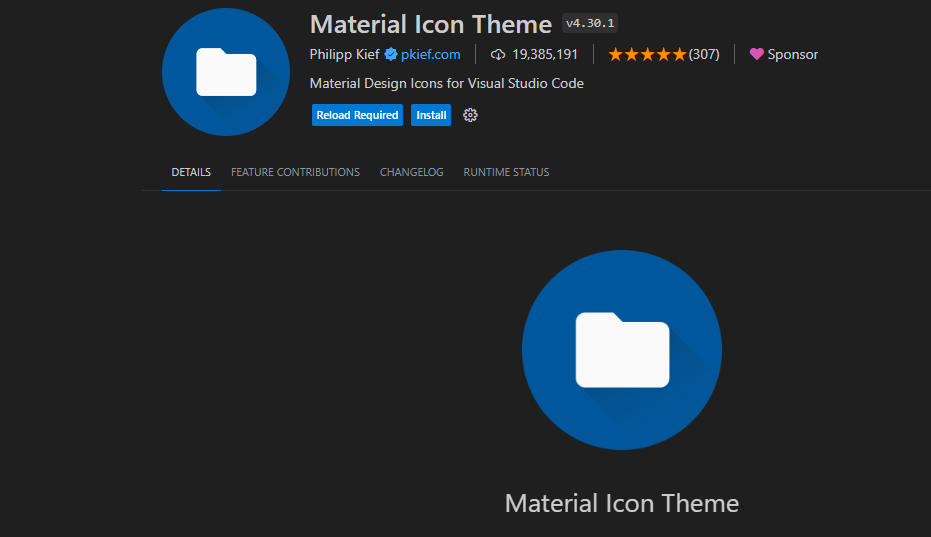 Material Icon Theme v4.30.1
Philipp Kief pkief.com 19,385,191 (307) Sponsor
Material Design Icons for Visual Studio Code
Reload Required Install
DETAILS FEATURE CONTRIBUTIONS CHANGELOG RUNTIME STATUS
Material Icon Theme